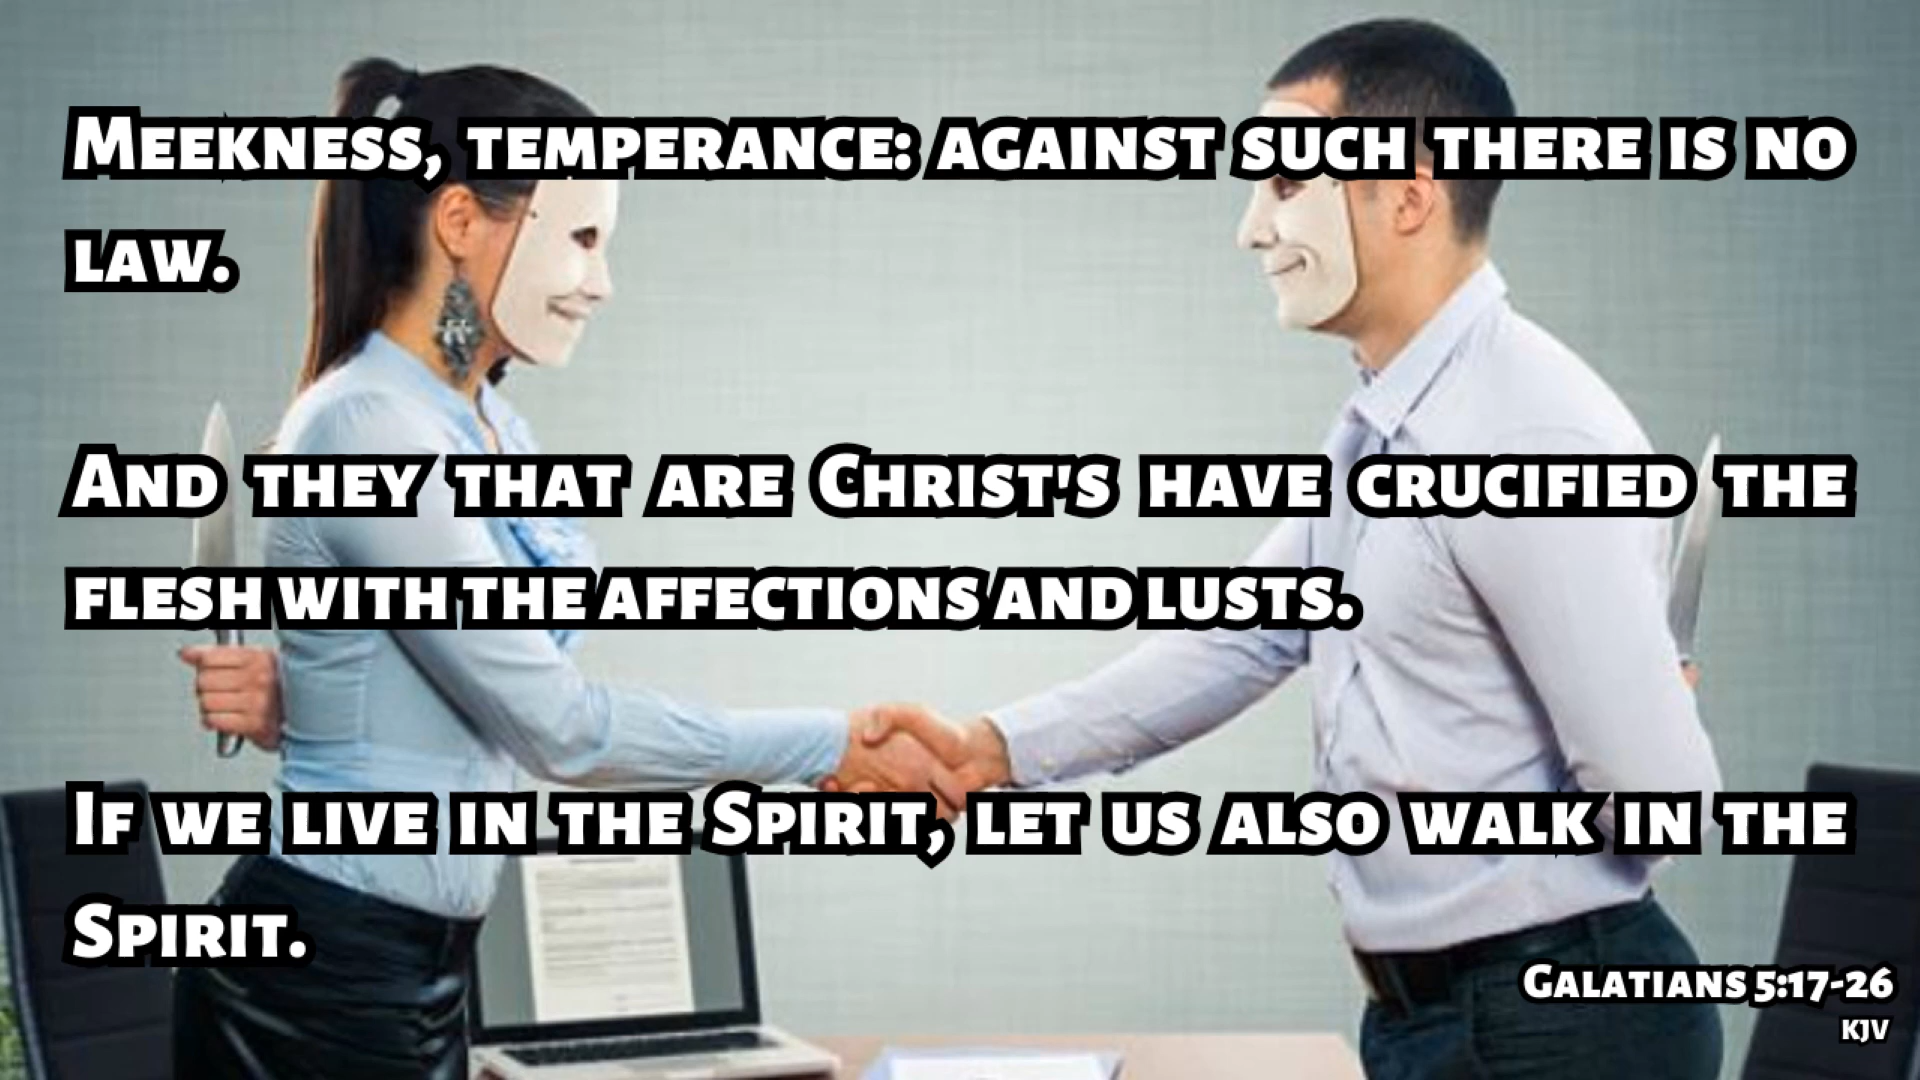 Meekness, temperance: against such there is no
law.
And they that are Christ's have crucified the
flesh with the affections and lusts.
If we live in the Spirit, let us also walk in the
Spirit.
Galatians 5:17-26
KJV